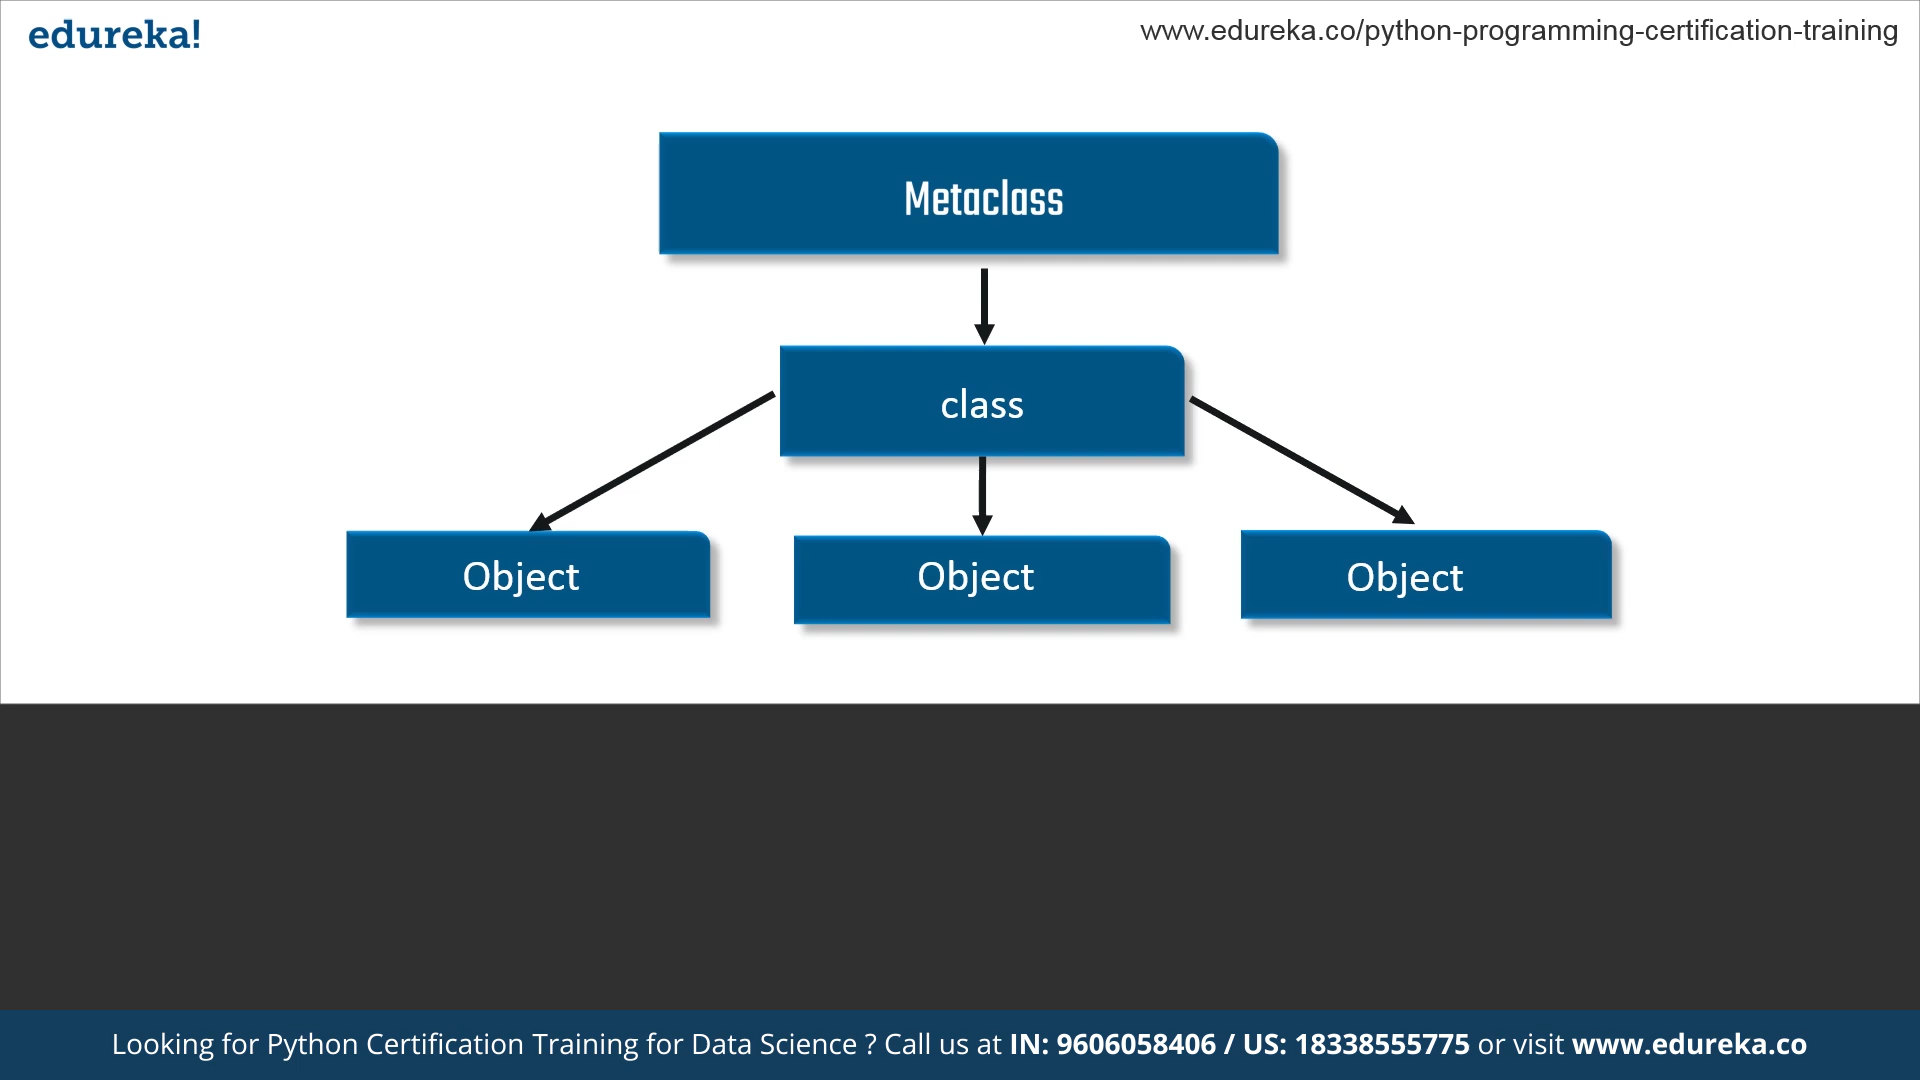 edureka!
www.edureka.co/python-programming-certification-training
Metaclass
class
Object
Object
Object
Looking for Python Certification Training for Data Science ? Call us at IN: 9606058406 / US: 18338555775 or visit www.edureka.co